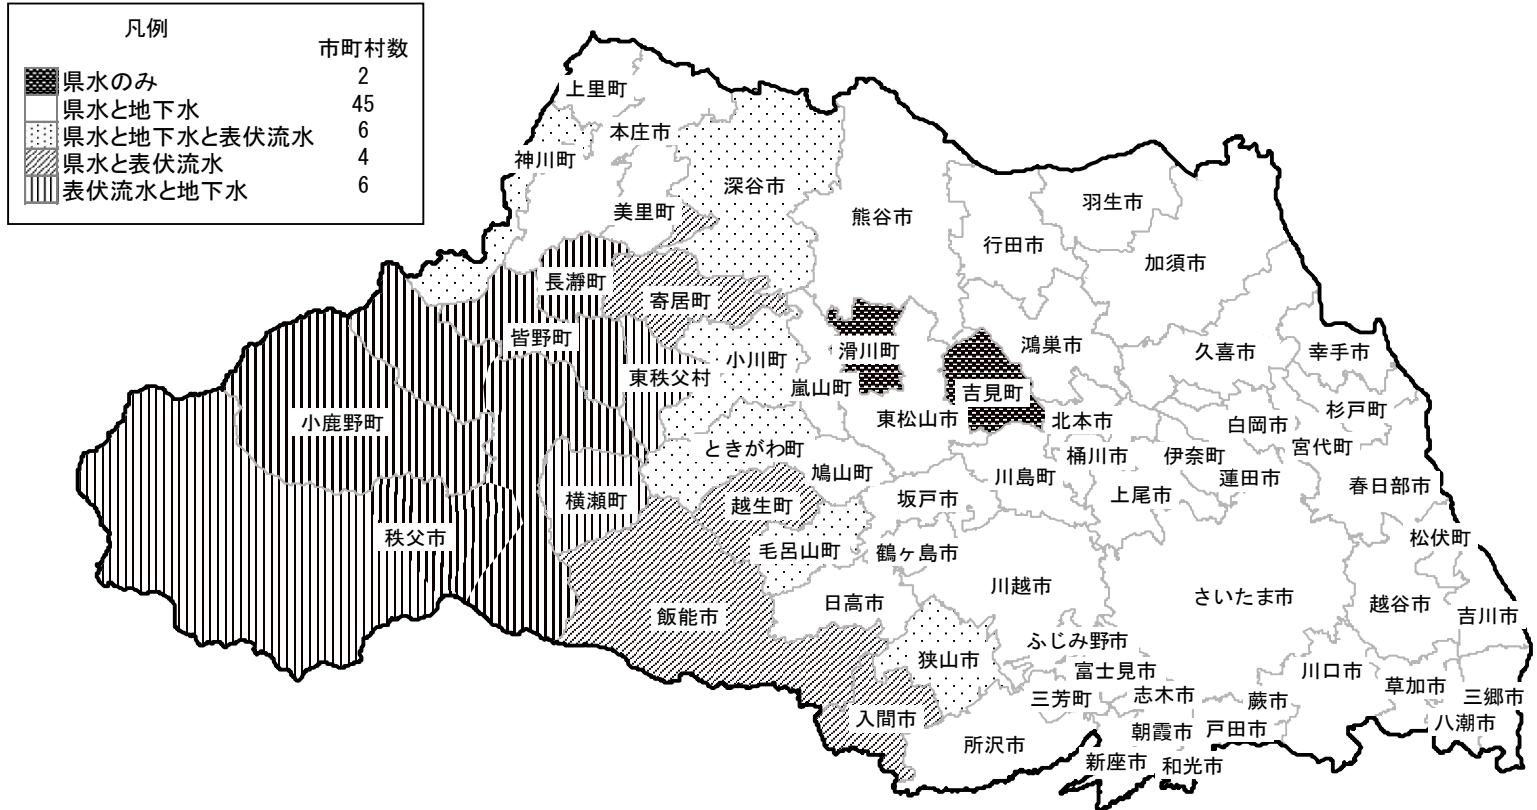 凡例
市町村数
県水のみ 2
県水と地下水 45
県水と地下水と表伏流水 6
県水と表伏流水 4
表伏流水と地下水 6
上里町
本庄市
神川町
深谷市
美里町
羽生市
熊谷市
行田市
加須市
長瀞町
寄居町
皆野町
滑川町
鴻巣市
久喜市
幸手市
小川町
東秩父村
嵐山町
吉見町
杉戸町
小鹿野町
東松山市
北本市
白岡市
ときがわ町
宮代町
桶川市
伊奈町
鳩山町
川島町
蓮田市
春日部市
横瀬町
越生町
坂戸市
上尾市
秩父市
松伏町
毛呂山町
鶴ヶ島市
川越市
さいたま市
日高市
越谷市
飯能市
吉川市
ふじみ野市
狭山市
富士見市
川口市
草加市
三芳町
志木市
蕨市
三郷市
入間市
朝霞市
戸田市
八潮市
所沢市
新座市
和光市